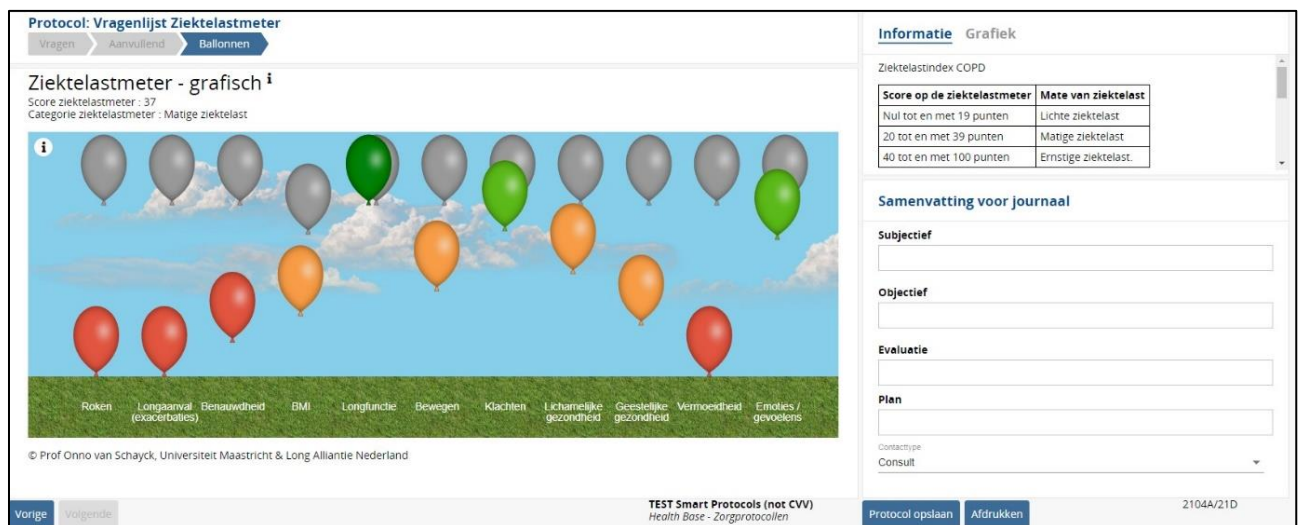 Protocol: Vragenlijst Ziektelastmeter
Vragen Aanvullend Ballonnen
Ziektelastmeter - grafisch i
Score ziektelastmeter : 37
Categorie ziektelastmeter : Matige ziektelast
i
Roken Longaanval (exacerbaties) Benauwdheid BMI Longfunctie Bewegen Klachten Lichamelijke gezondheid Geestelijke gezondheid Vermoeidheid Emoties / gevoelens
© Prof Onno van Schayck, Universiteit Maastricht & Long Alliantie Nederland
Vorige Volgende
TEST Smart Protocols (not CVV)
Health Base - Zorgprotocollen
Informatie Grafiek
Ziektelastindex COPD
Score op de ziektelastmeter Mate van ziektelast
Nul tot en met 19 punten Lichte ziektelast
20 tot en met 39 punten Matige ziektelast
40 tot en met 100 punten Ernstige ziektelast.
Samenvatting voor journaal
Subjectief
Objectief
Evaluatie
Plan
Contacttype
Consult
Protocol opslaan Afdrukken
2104A/21D